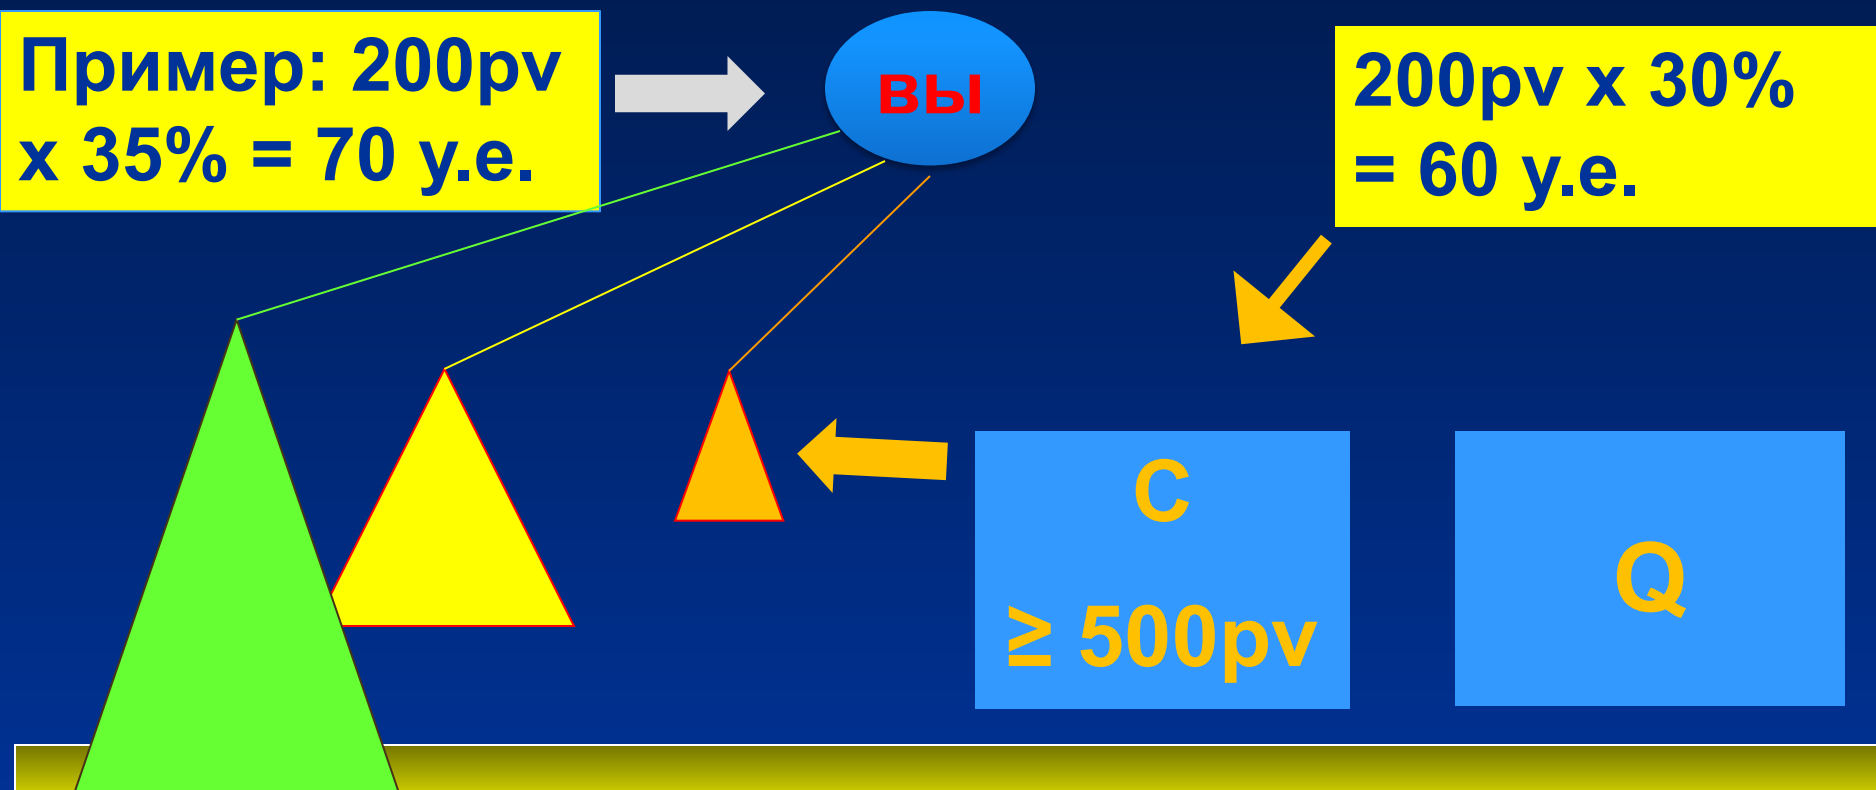 Пример: 200pv
х 35% = 70 у.е.
вы
200pv х 30%
= 60 у.е.
C
≥ 500pv
Q